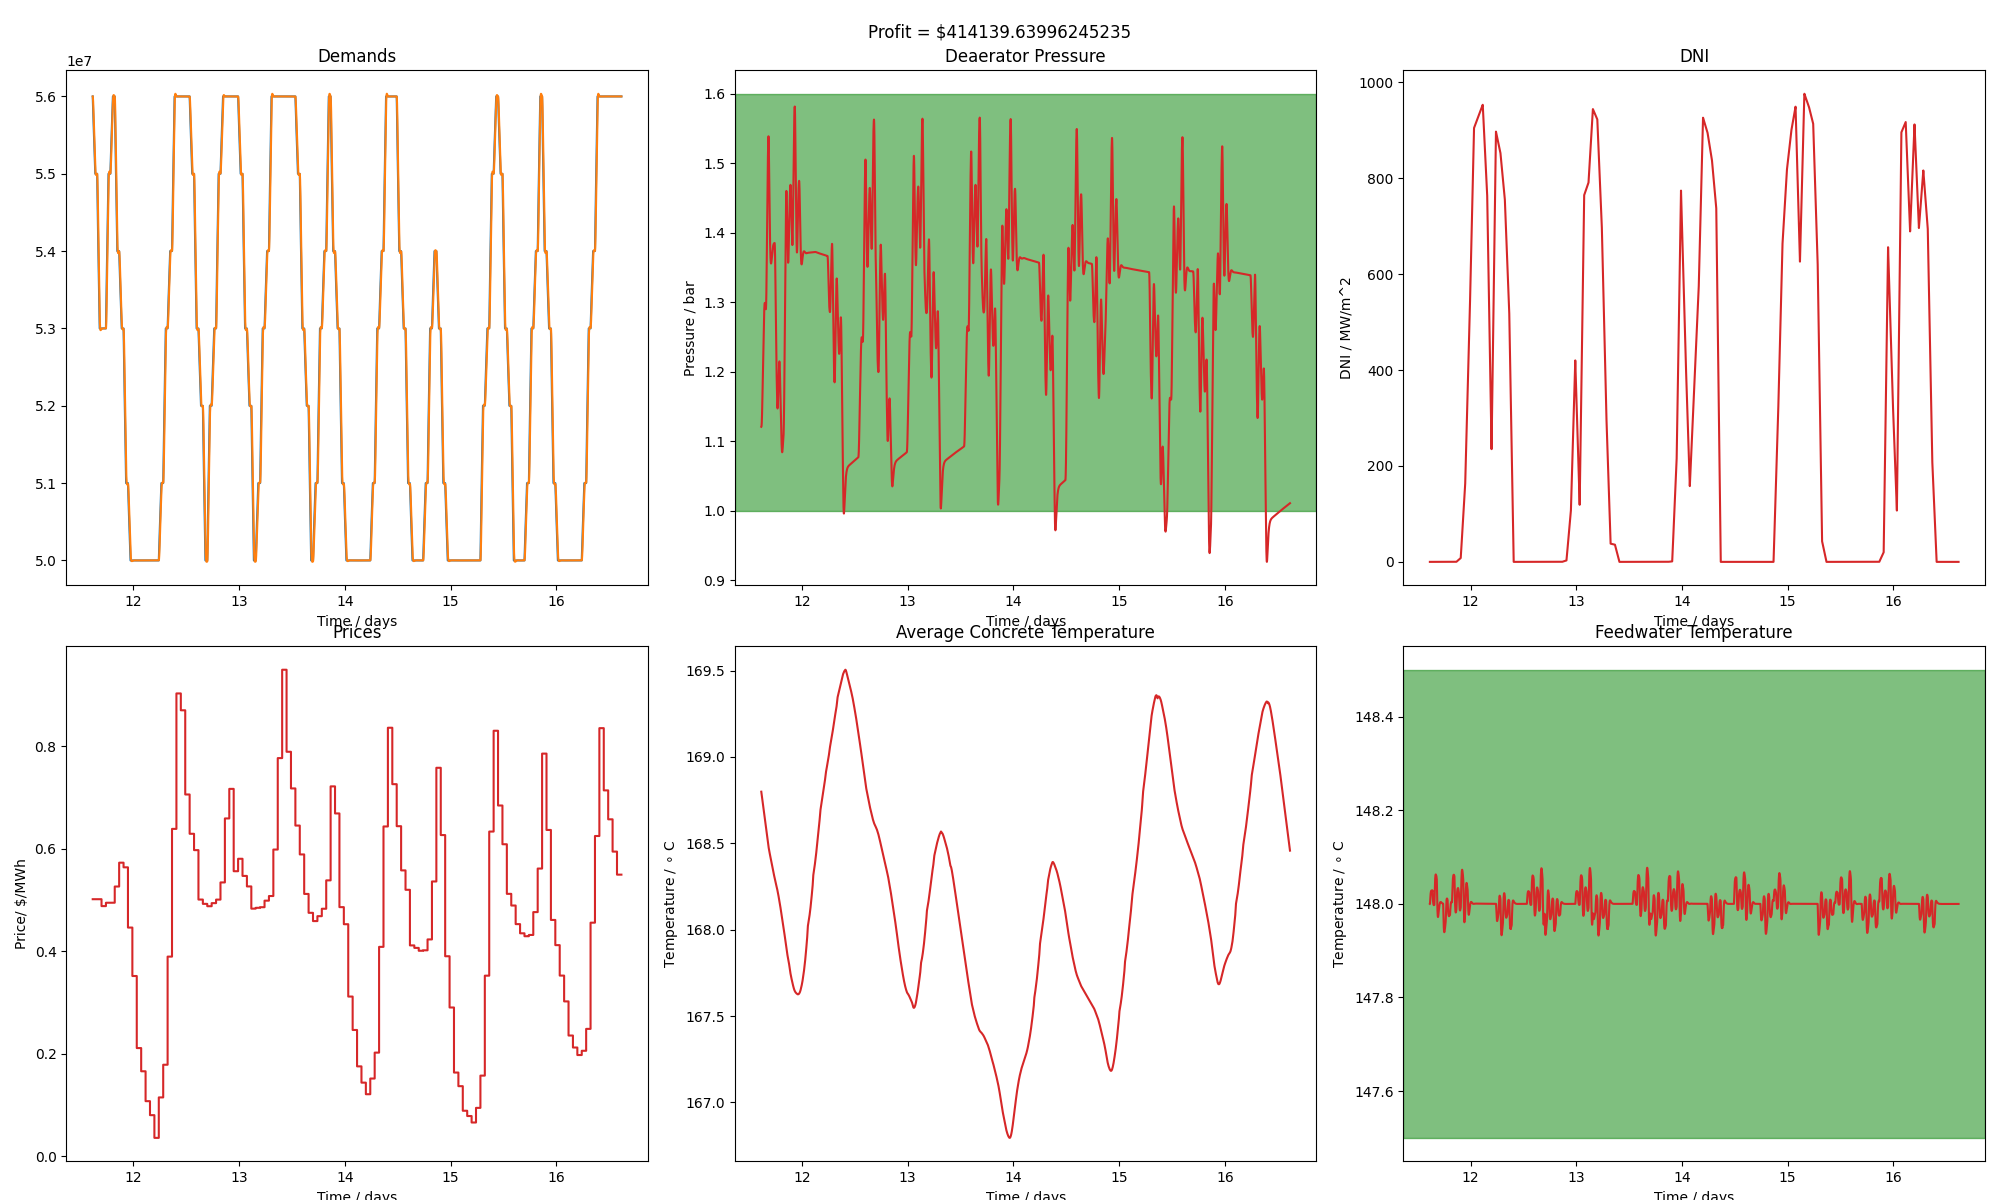 Profit = $414139.63996245235
Demands
1e7
5.6
5.5
5.4
5.3
5.2
5.1
5.0
12 13 14 15 16
Time / days
Deaerator Pressure
Pressure / bar
1.6
1.5
1.4
1.3
1.2
1.1
1.0
0.9
12 13 14 15 16
Time / days
DNI
DNI / MW/m^2
1000
800
600
400
200
0
12 13 14 15 16
Time / days
Prices
Price/ $/MWh
0.8
0.6
0.4
0.2
0.0
12 13 14 15 16
Time / days
Average Concrete Temperature
Temperature / ∘ C
169.5
169.0
168.5
168.0
167.5
167.0
12 13 14 15 16
Time / days
Feedwater Temperature
Temperature / ∘ C
148.4
148.2
148.0
147.8
147.6
12 13 14 15 16
Time / days